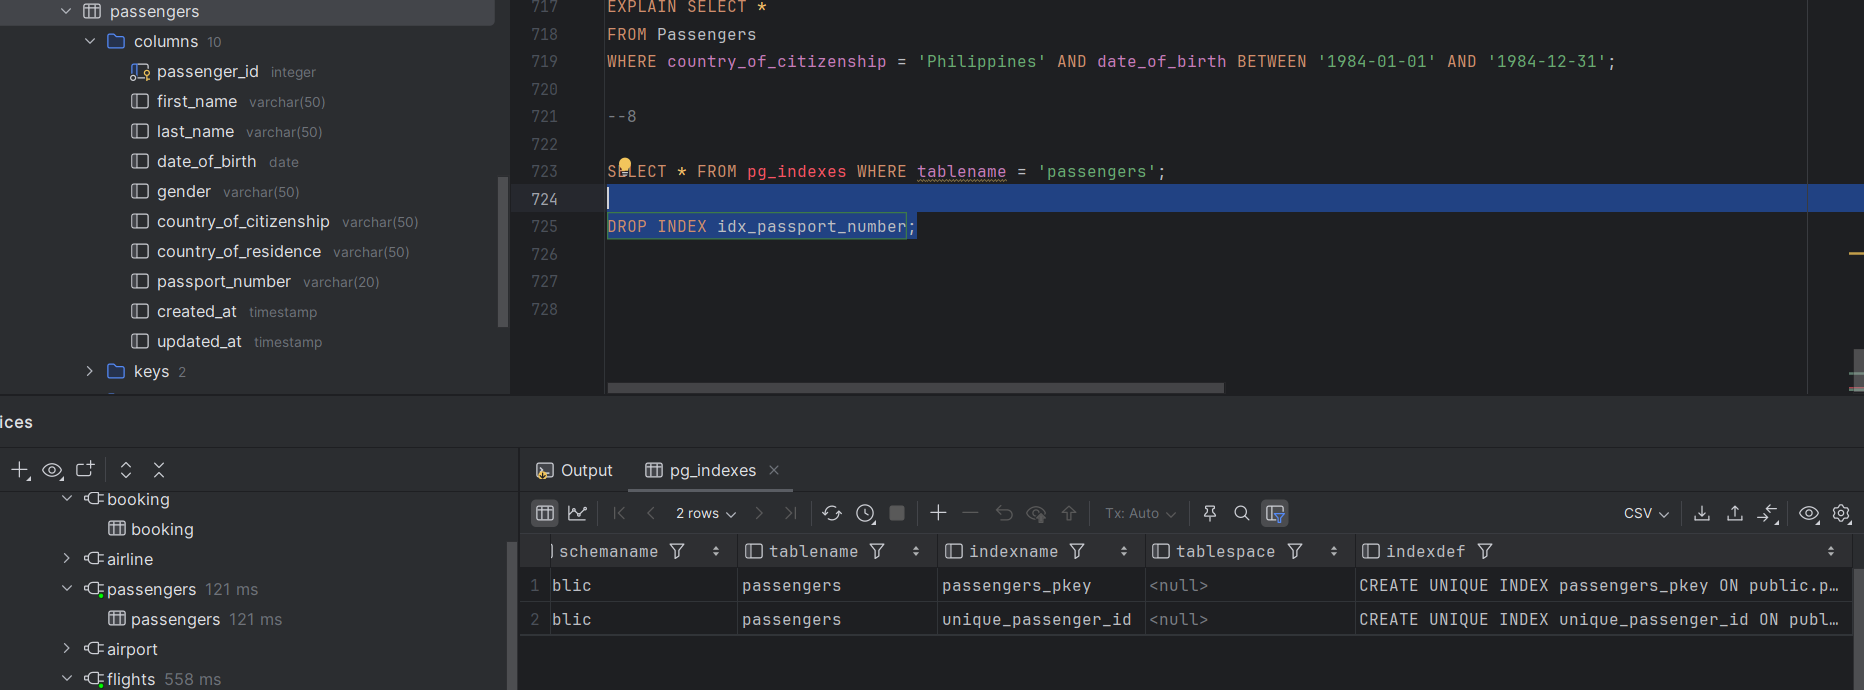 passengers
columns 10
passenger_id integer
first_name varchar(50)
last_name varchar(50)
date_of_birth date
gender varchar(50)
country_of_citizenship varchar(50)
country_of_residence varchar(50)
passport_number varchar(20)
created_at timestamp
updated_at timestamp
keys 2
717 EXPLAIN SELECT *
718 FROM Passengers
719 WHERE country_of_citizenship = 'Philippines' AND date_of_birth BETWEEN '1984-01-01' AND '1984-12-31';
720
721 --8
722
723 SELECT * FROM pg_indexes WHERE tablename = 'passengers';
724
725 DROP INDEX idx_passport_number;
726
727
728
ices
booking
booking
airline
passengers 121 ms
passengers 121 ms
airport
flights 558 ms
Output pg_indexes
2 rows Tx: Auto CSV
schemaname tablename indexname tablespace indexdef
1 blic passengers passengers_pkey <null> CREATE UNIQUE INDEX passengers_pkey ON public.p…
2 blic passengers unique_passenger_id <null> CREATE UNIQUE INDEX unique_passenger_id ON publ…